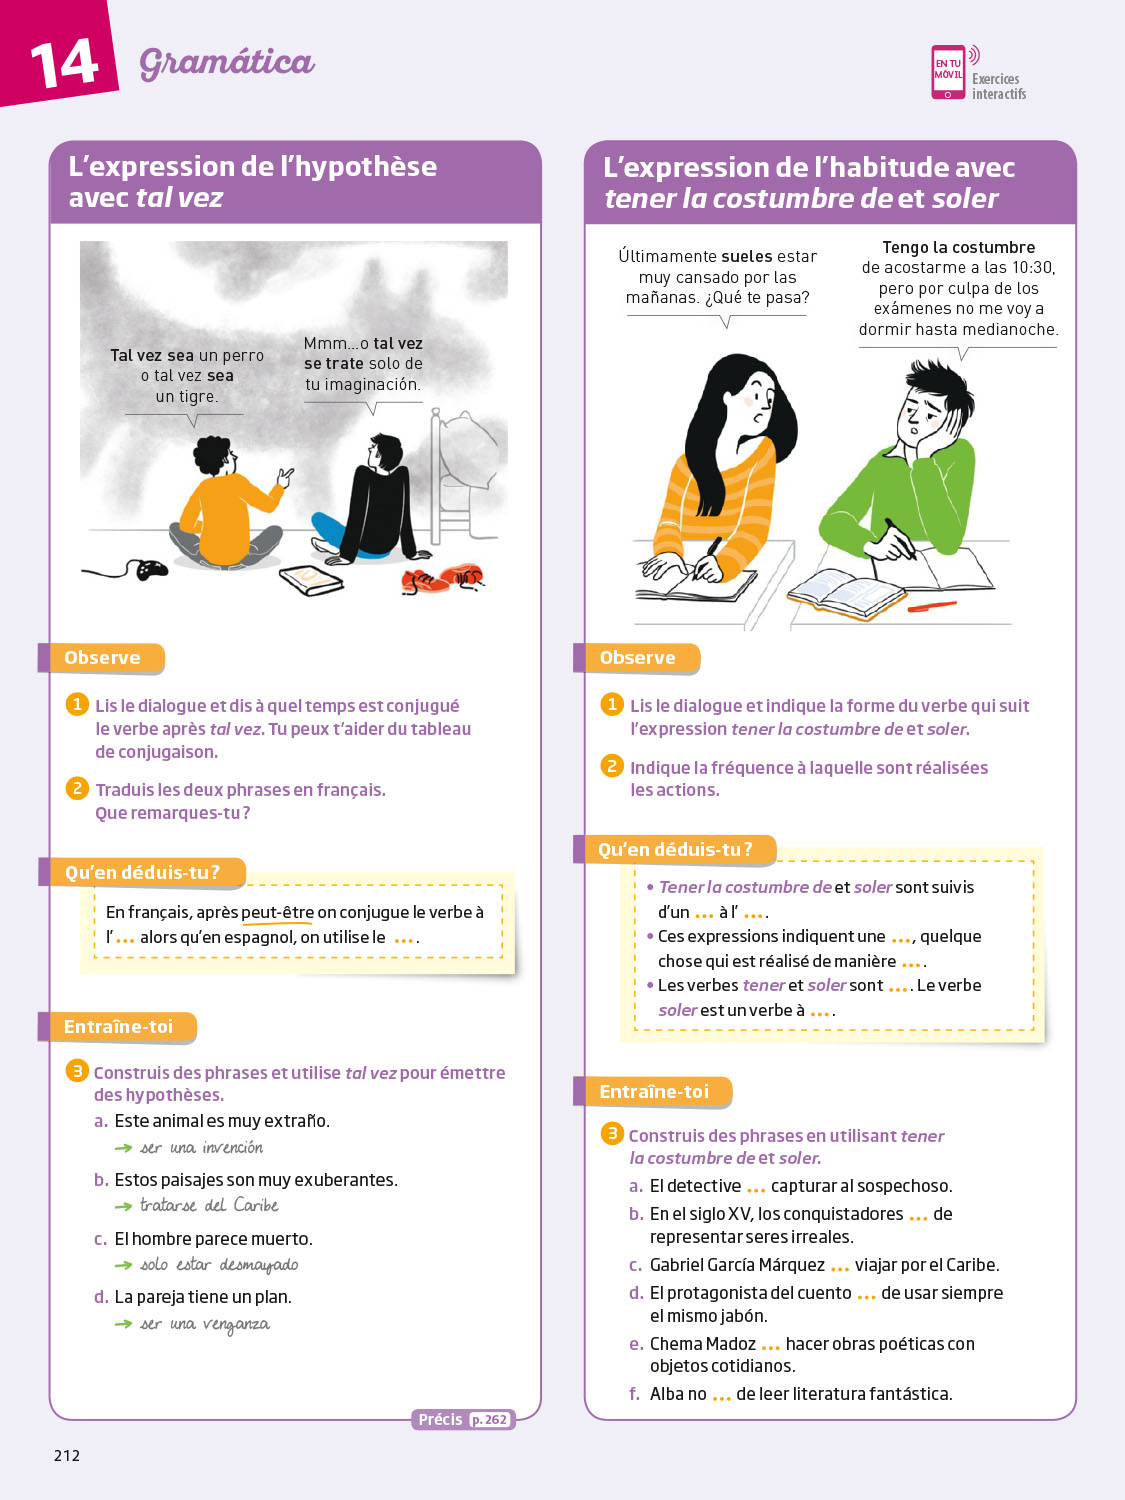 14
Gramática
EN TU
MÓVIL
Exercices
interactifs
L'expression de l'hypothèse
avec tal vez
Tal vez sea un perro
o tal vez sea
un tigre.
Mmm...o tal vez
se trate solo de
tu imaginación.
Observe
1 Lis le dialogue et dis à quel temps est conjugué
le verbe après tal vez. Tu peux t'aider du tableau
de conjugaison.
2 Traduis les deux phrases en français.
Que remarques-tu ?
Qu'en déduis-tu ?
En français, après peut-être on conjugue le verbe à
l' ... alors qu'en espagnol, on utilise le ... .
Entraîne-toi
3 Construis des phrases et utilise tal vez pour émettre
des hypothèses.
a. Este animal es muy extraño.
→ ser una invención
b. Estos paisajes son muy exuberantes.
→ tratarse del Caribe
c. El hombre parece muerto.
→ solo estar desmayado
d. La pareja tiene un plan.
→ ser una venganza
Précis p. 262
L'expression de l'habitude avec
tener la costumbre de et soler
Últimamente sueles estar
muy cansado por las
mañanas. ¿Qué te pasa?
Tengo la costumbre
de acostarme a las 10:30,
pero por culpa de los
exámenes no me voy a
dormir hasta medianoche.
Observe
1 Lis le dialogue et indique la forme du verbe qui suit
l'expression tener la costumbre de et soler.
2 Indique la fréquence à laquelle sont réalisées
les actions.
Qu'en déduis-tu ?
• Tener la costumbre de et soler sont suivis
d'un ... à l' ... .
• Ces expressions indiquent une ..., quelque
chose qui est réalisé de manière ... .
• Les verbes tener et soler sont ... . Le verbe
soler est un verbe à ... .
Entraîne-toi
3 Construis des phrases en utilisant tener
la costumbre de et soler.
a. El detective ... capturar al sospechoso.
b. En el siglo XV, los conquistadores ... de
representar seres irreales.
c. Gabriel García Márquez ... viajar por el Caribe.
d. El protagonista del cuento ... de usar siempre
el mismo jabón.
e. Chema Madoz ... hacer obras poéticas con
objetos cotidianos.
f. Alba no ... de leer literatura fantástica.
212